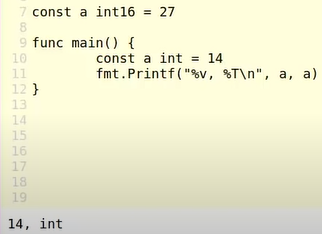 7 const a int16 = 27
8
9 func main() {
10 const a int = 14
11 fmt.Printf("%v, %T\n", a, a)
12 }
13
14
15
16
17
18
19
14, int